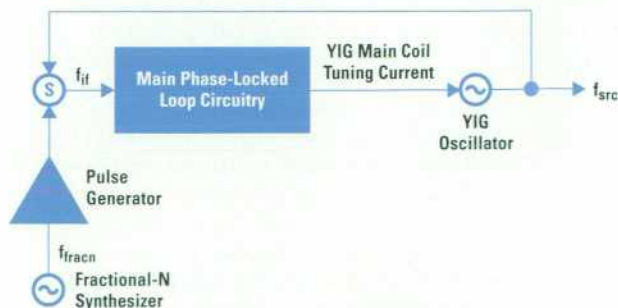 YIG Main Coil
Tuning Current
f_if
Main Phase-Locked
Loop Circuitry
S
f_src
YIG
Oscillator
Pulse
Generator
f_fracn
Fractional-N
Synthesizer